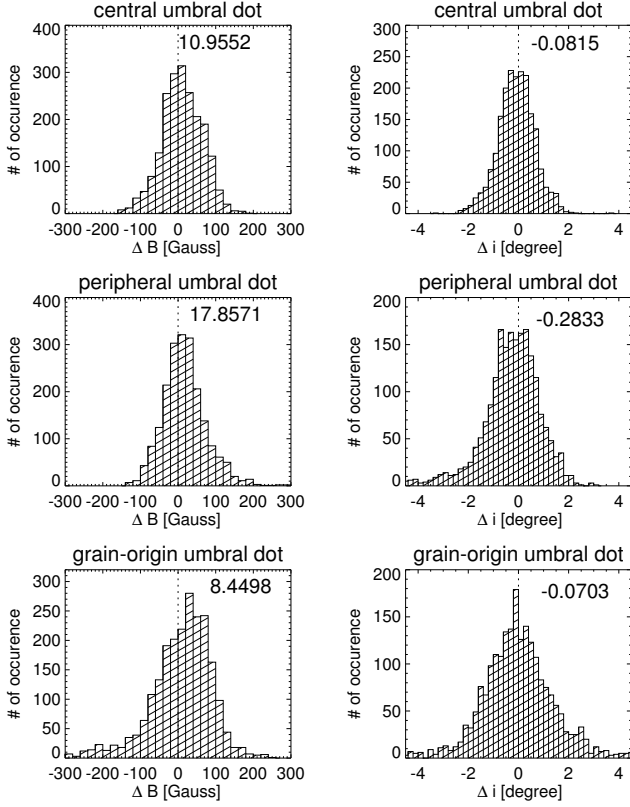 central umbral dot
10.9552
400
300
200
100
0
# of occurence
-300 -200 -100 0 100 200 300
Δ B [Gauss]
central umbral dot
-0.0815
300
250
200
150
100
50
0
# of occurence
-4 -2 0 2 4
Δ i [degree]
peripheral umbral dot
17.8571
400
300
200
100
0
# of occurence
-300 -200 -100 0 100 200 300
Δ B [Gauss]
peripheral umbral dot
-0.2833
200
150
100
50
0
# of occurence
-4 -2 0 2 4
Δ i [degree]
grain-origin umbral dot
8.4498
300
250
200
150
100
50
0
# of occurence
-300 -200 -100 0 100 200 300
Δ B [Gauss]
grain-origin umbral dot
-0.0703
200
150
100
50
0
# of occurence
-4 -2 0 2 4
Δ i [degree]